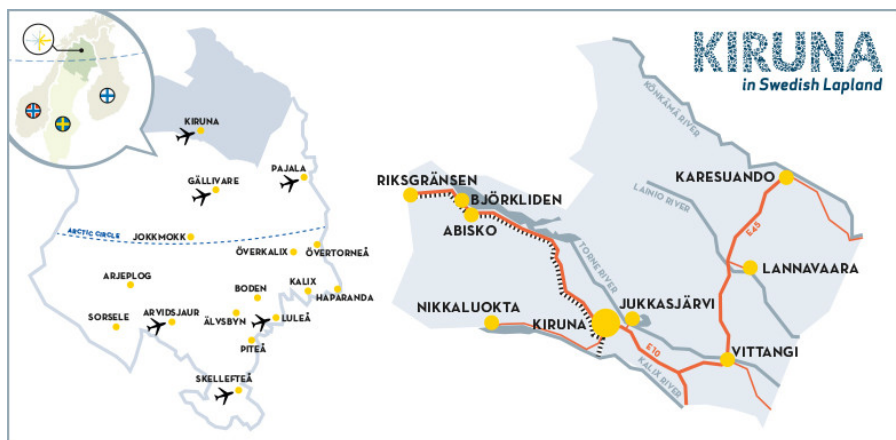 KIRUNA
in Swedish Lapland
KIRUNA
PAJALA
GÄLLIVARE
ARCTIC CIRCLE
JOKKMOKK
ÖVERKALIX
ÖVERTORNEÅ
ARJEPLOG
BODEN
KALIX
HAPARANDA
SORSELE
ARVIDSJAUR
ÄLVSBYN
LULEÅ
PITEÅ
SKELLEFTEÅ
KÖNKÄMÄ RIVER
KARESUANDO
RIKSGRÄNSEN
BJÖRKLIDEN
ABISKO
LAINIO RIVER
E45
TORNE RIVER
LANNAVAARA
NIKKALUOKTA
KIRUNA
JUKKASJÄRVI
E10
VITTANGI
KALIX RIVER